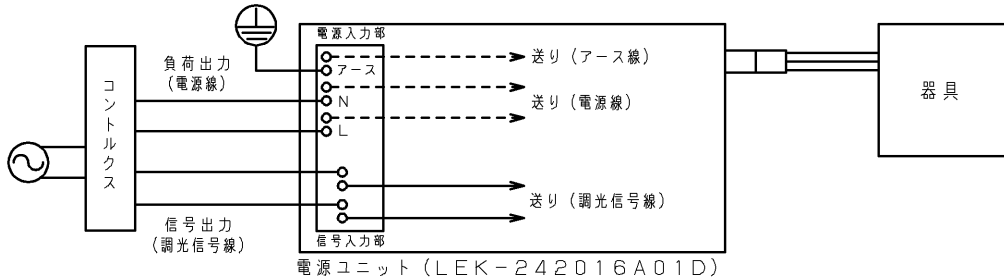 電源入力部
アース
N
L
信号入力部
コントルクス
負荷出力
(電源線)
信号出力
(調光信号線)
送り(アース線)
送り(電源線)
送り(調光信号線)
器具
電源ユニット(LEK-242016A01D)